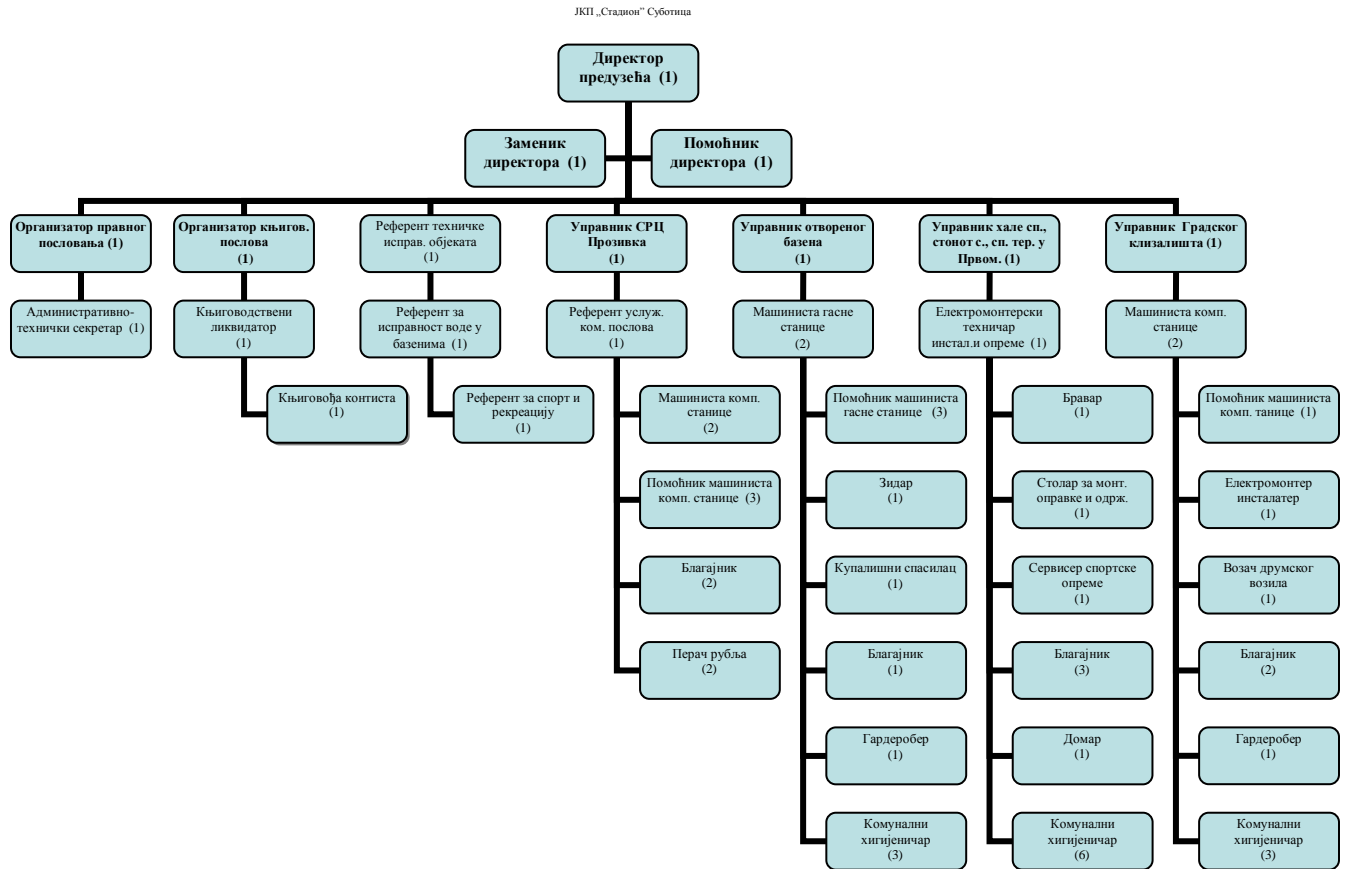 ЈКП „Стадион” Суботица
Директор
предузећа (1)
Заменик
директора (1)
Помоћник
директора (1)
Организатор правног
пословања (1)
Организатор књигов.
послова
(1)
Референт техничке
исправ. објеката
(1)
Управник СРЦ
Прозивка
(1)
Управник отвореног
базена
(1)
Управник хале сп.,
стонот с., сп. тер. у
Првом. (1)
Управник Градског
клизалишта (1)
Административно-
технички секретар (1)
Књиговодствени
ликвидатор
(1)
Референт за
исправност воде у
базенима (1)
Референт услуж.
ком. послова
(1)
Машиниста гасне
станице
(2)
Електромонтерски
техничар
инстал.и опреме (1)
Машиниста комп.
станице
(2)
Књиговођа контиста
(1)
Референт за спорт и
рекреацију
(1)
Машиниста комп.
станице
(2)
Помоћник машиниста
гасне станице (3)
Бравар
(1)
Помоћник машиниста
комп. танице (1)
Помоћник машиниста
комп. станице (3)
Зидар
(1)
Столар за монт.
оправке и одрж.
(1)
Електромонтер
инсталатер
(1)
Благајник
(2)
Купалишни спасилац
(1)
Сервисер спортске
опреме
(1)
Возач друмског
возила
(1)
Перач рубља
(2)
Благајник
(1)
Благајник
(3)
Благајник
(2)
Гардеробер
(1)
Домар
(1)
Гардеробер
(1)
Комунални
хигијеничар
(3)
Комунални
хигијеничар
(6)
Комунални
хигијеничар
(3)